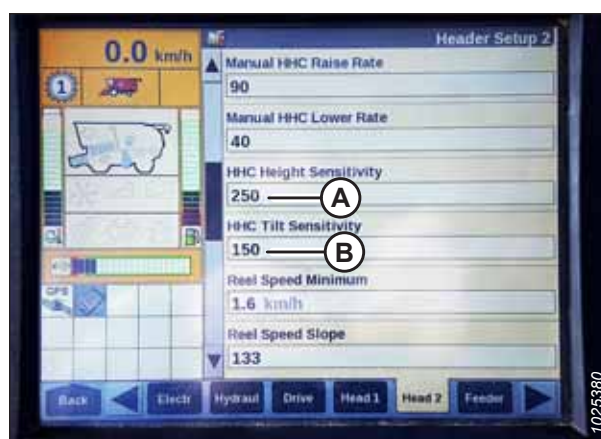 0.0 km/h
Header Setup 2
1
Manual HHC Raise Rate
90
Manual HHC Lower Rate
40
HHC Height Sensitivity
250
A
HHC Tilt Sensitivity
150
B
Reel Speed Minimum
1.6 km/h
GPS
Reel Speed Slope
133
Back
Electr
Hydraul
Drive
Head 1
Head 2
Feeder
1025380